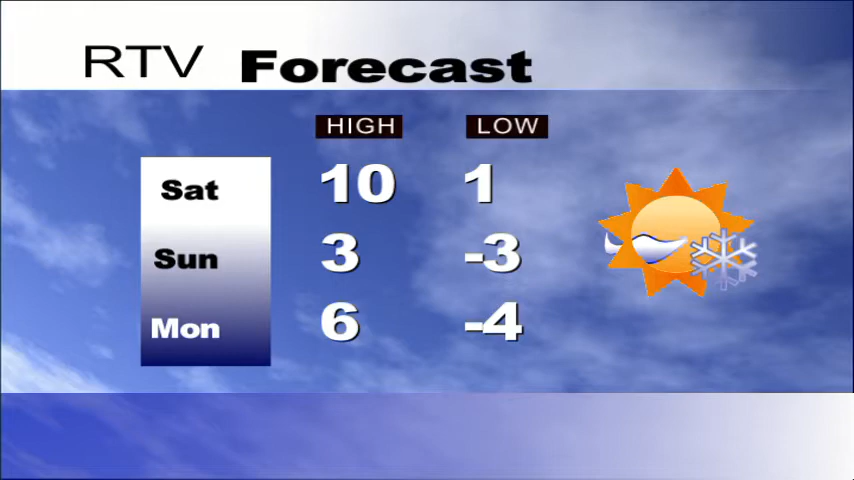 RTV Forecast
HIGH LOW
Sat 10 1
Sun 3 -3
Mon 6 -4